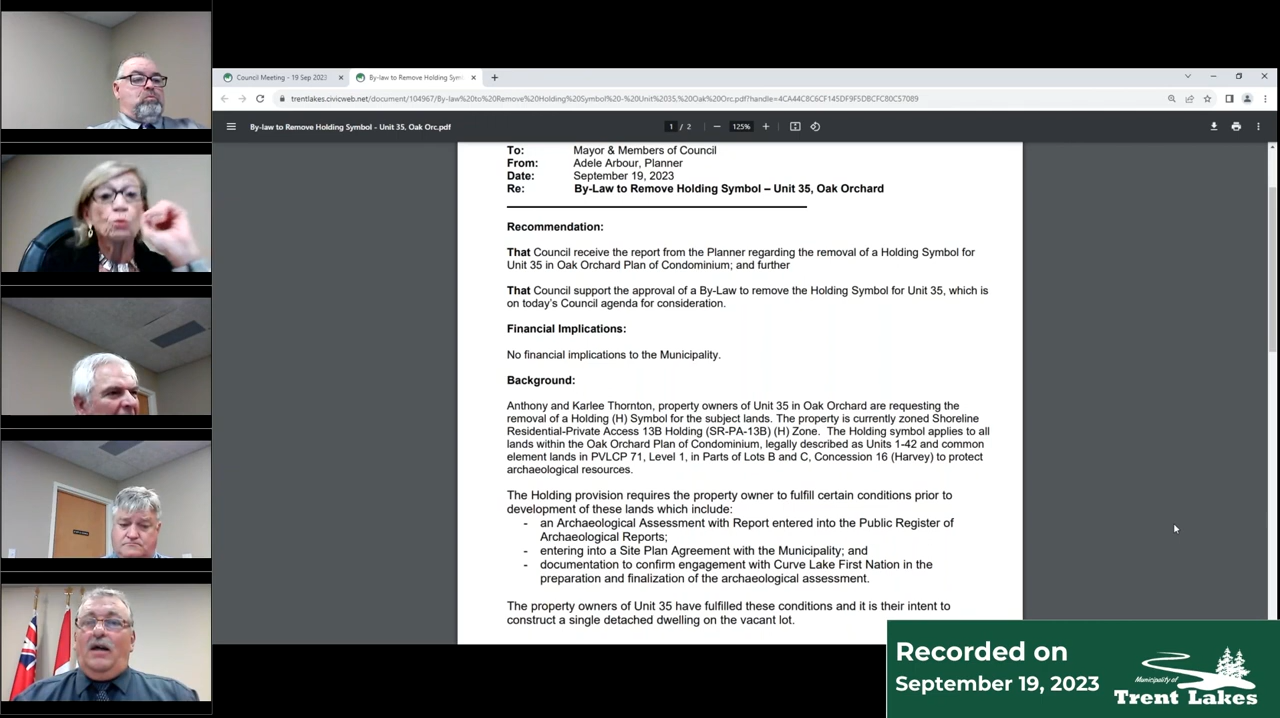 Council Meeting - 19 Sep 2023
By-law to Remove Holding Sym
trentlakes.civicweb.net/document/104967/By-law%20to%20Remove%20Holding%20Symbol%20-%20Unit%2035,%20Oak%20Orc.pdf?handle=4CA44C8C6CF145DF9F5DBCFC80C57089
By-law to Remove Holding Symbol - Unit 35, Oak Orc.pdf
1 / 2
125%
To: Mayor & Members of Council
From: Adele Arbour, Planner
Date: September 19, 2023
Re: By-Law to Remove Holding Symbol – Unit 35, Oak Orchard
Recommendation:
That Council receive the report from the Planner regarding the removal of a Holding Symbol for
Unit 35 in Oak Orchard Plan of Condominium; and further
That Council support the approval of a By-Law to remove the Holding Symbol for Unit 35, which is
on today's Council agenda for consideration.
Financial Implications:
No financial implications to the Municipality.
Background:
Anthony and Karlee Thornton, property owners of Unit 35 in Oak Orchard are requesting the
removal of a Holding (H) Symbol for the subject lands. The property is currently zoned Shoreline
Residential-Private Access 13B Holding (SR-PA-13B) (H) Zone. The Holding symbol applies to all
lands within the Oak Orchard Plan of Condominium, legally described as Units 1-42 and common
element lands in PVLCP 71, Level 1, in Parts of Lots B and C, Concession 16 (Harvey) to protect
archaeological resources.
The Holding provision requires the property owner to fulfill certain conditions prior to
development of these lands which include:
- an Archaeological Assessment with Report entered into the Public Register of
Archaeological Reports;
- entering into a Site Plan Agreement with the Municipality; and
- documentation to confirm engagement with Curve Lake First Nation in the
preparation and finalization of the archaeological assessment.
The property owners of Unit 35 have fulfilled these conditions and it is their intent to
construct a single detached dwelling on the vacant lot.
Recorded on
September 19, 2023
Municipality of
Trent Lakes